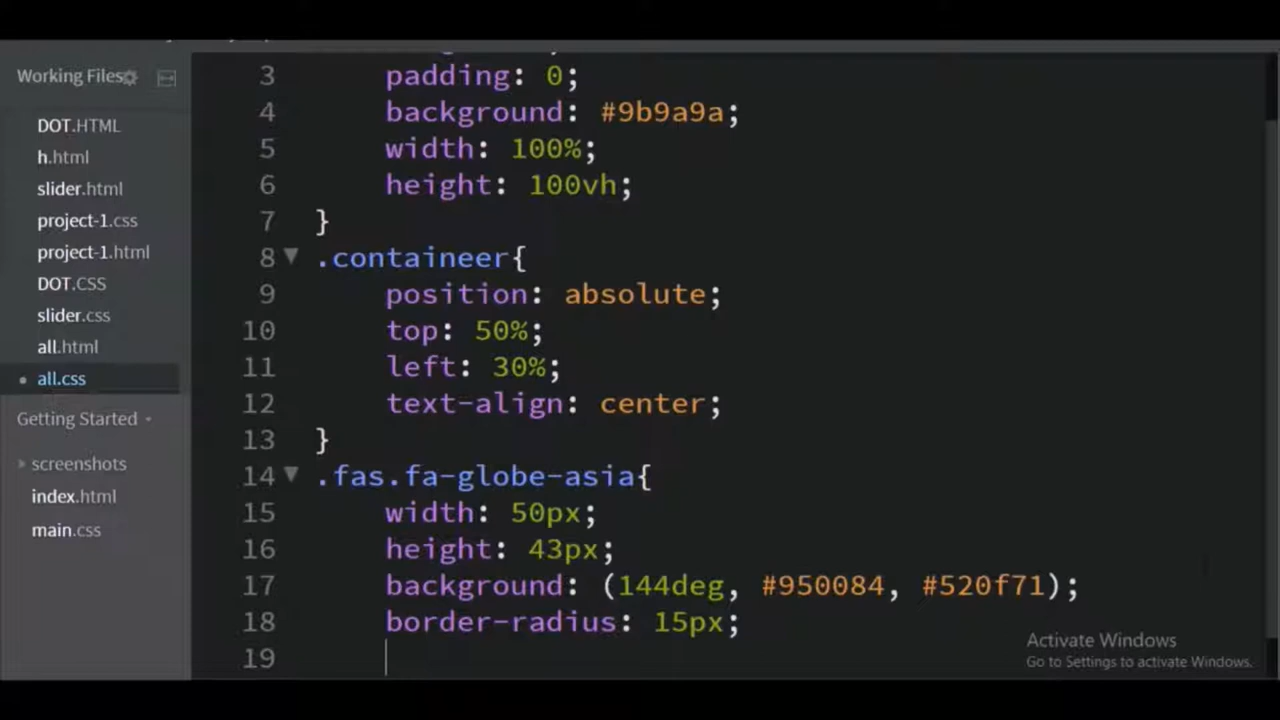 Working Files
DOT.HTML
h.html
slider.html
project-1.css
project-1.html
DOT.CSS
slider.css
all.html
all.css
Getting Started
screenshots
index.html
main.css
3 padding: 0;
4 background: #9b9a9a;
5 width: 100%;
6 height: 100vh;
7 }
8 .containeer{
9 position: absolute;
10 top: 50%;
11 left: 30%;
12 text-align: center;
13 }
14 .fas.fa-globe-asia{
15 width: 50px;
16 height: 43px;
17 background: (144deg, #950084, #520f71);
18 border-radius: 15px;
19
Activate Windows
Go to Settings to activate Windows.